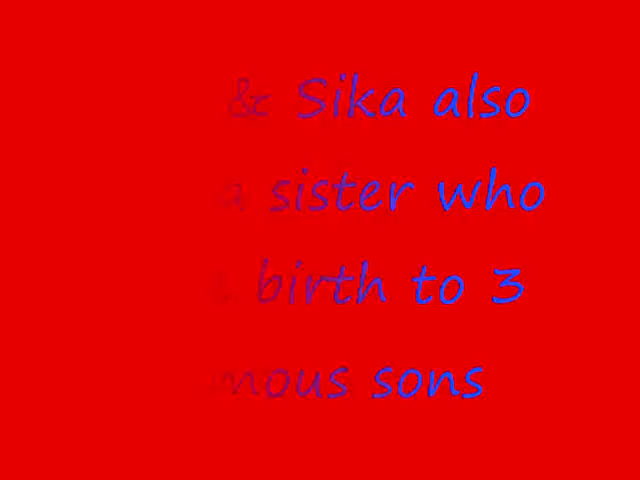 & Sika also
a sister who
birth to 3
sons